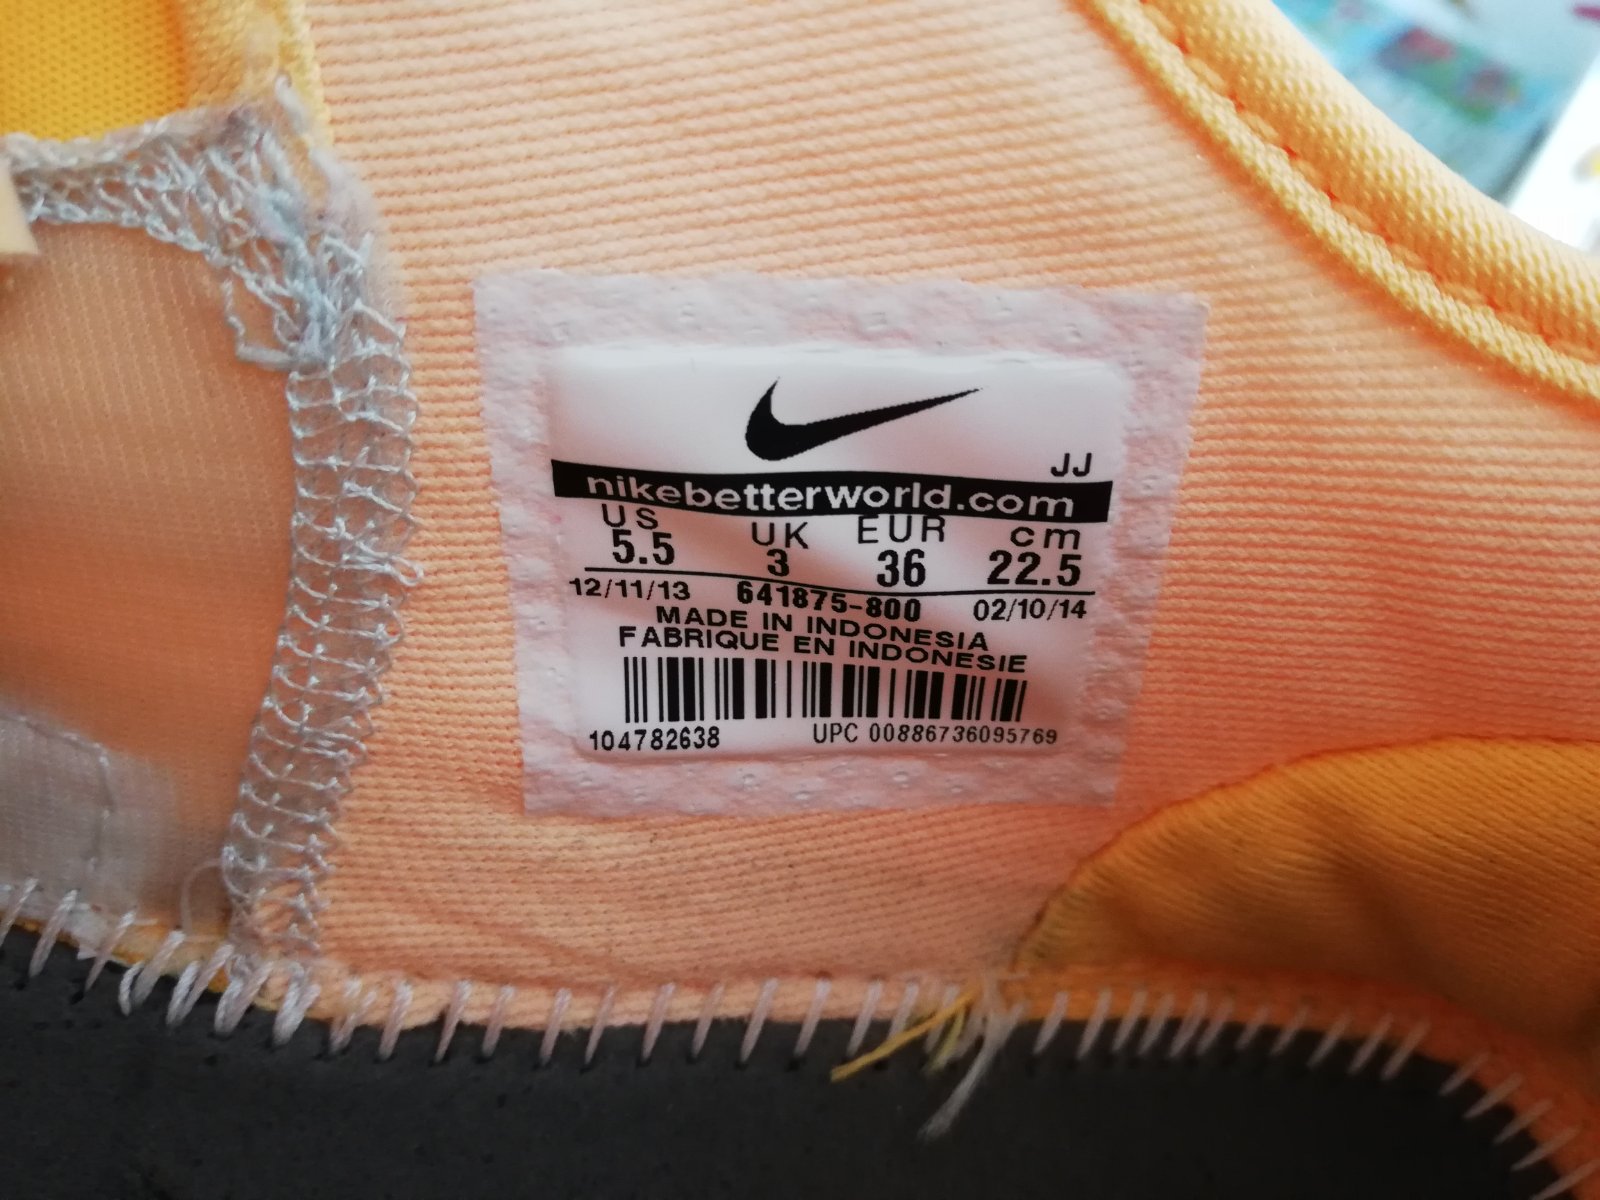 JJ
nikebetterworld.com
US UK EUR cm
5.5 3 36 22.5
12/11/13 641875-800 02/10/14
MADE IN INDONESIA
FABRIQUE EN INDONESIE
104782638 UPC 00886736095769